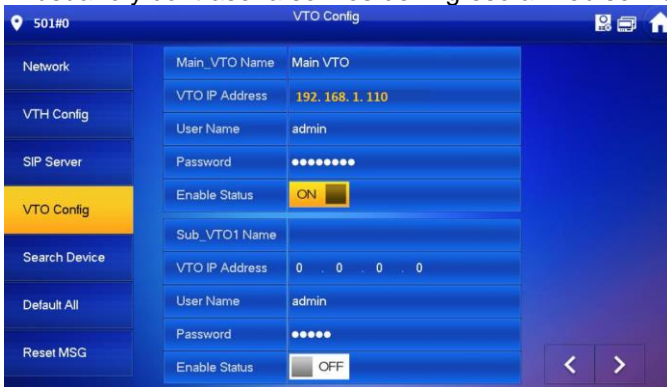 501#0
VTO Config
Network
VTH Config
SIP Server
VTO Config
Search Device
Default All
Reset MSG
Main_VTO Name Main VTO
VTO IP Address 192.168.1.110
User Name admin
Password ●●●●●●●●
Enable Status ON
Sub_VTO1 Name
VTO IP Address 0 . 0 . 0 . 0
User Name admin
Password ●●●●●
Enable Status OFF